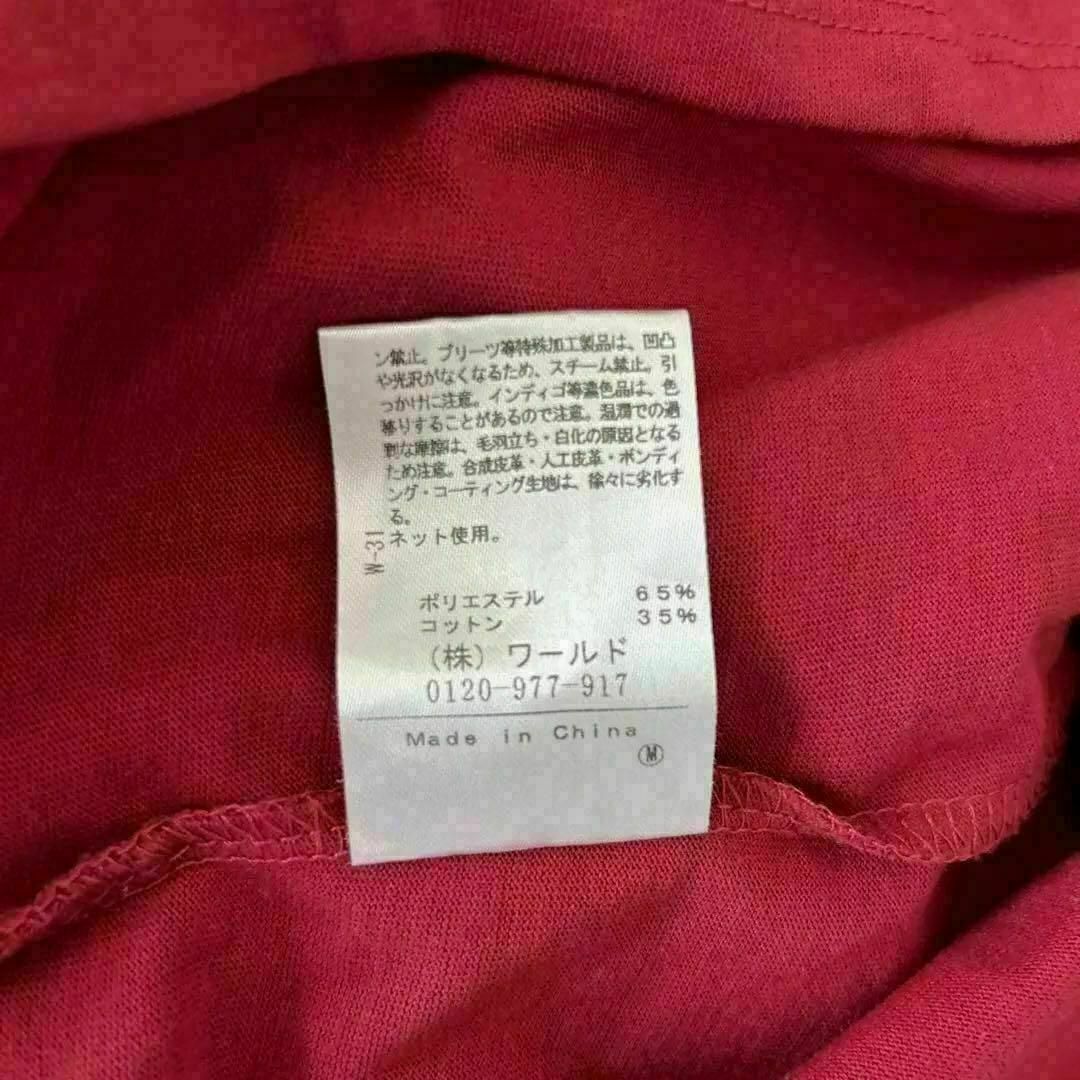 ン禁止。プリーツ等特殊加工製品は、凹凸
や光沢がなくなるため、スチーム禁止。引
っかけに注意。インディゴ等濃色品は、色
移りすることがあるので注意。湿潤での過
剰な摩擦は、毛羽立ち・白化の原因となる
ため注意。合成皮革・人工皮革・ボンディ
ング・コーティング生地は、徐々に劣化す
る。
ネット使用。
W-31
ポリエステル 65%
コットン 35%
（株）ワールド
0120-977-917
Made in China
Ⓜ